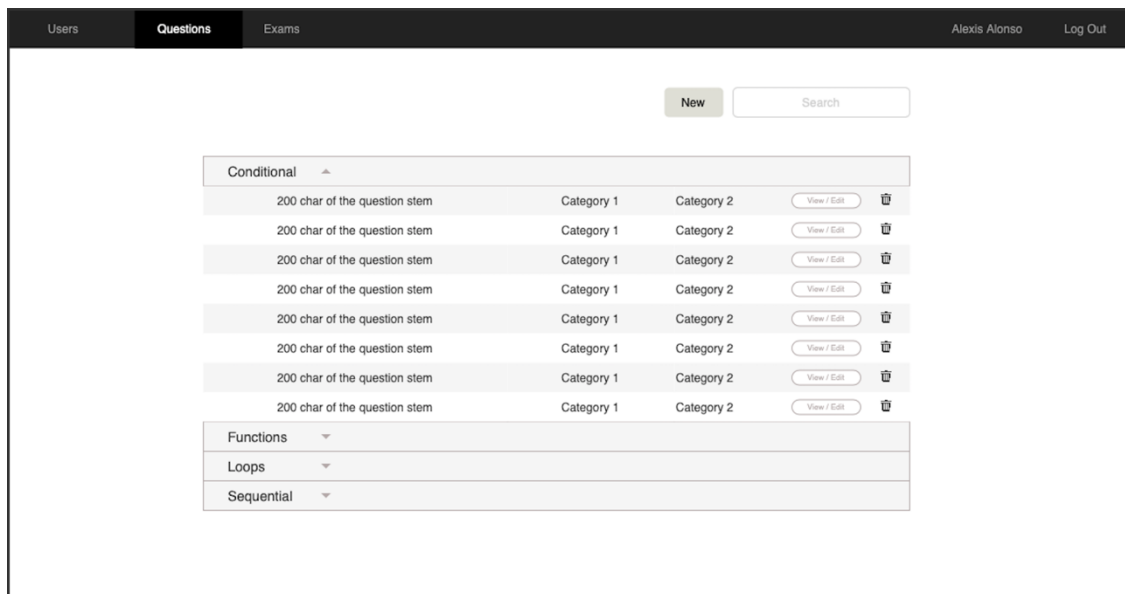 Users Questions Exams Alexis Alonso Log Out
New Search
Conditional
200 char of the question stem Category 1 Category 2 View / Edit
200 char of the question stem Category 1 Category 2 View / Edit
200 char of the question stem Category 1 Category 2 View / Edit
200 char of the question stem Category 1 Category 2 View / Edit
200 char of the question stem Category 1 Category 2 View / Edit
200 char of the question stem Category 1 Category 2 View / Edit
200 char of the question stem Category 1 Category 2 View / Edit
200 char of the question stem Category 1 Category 2 View / Edit
Functions
Loops
Sequential